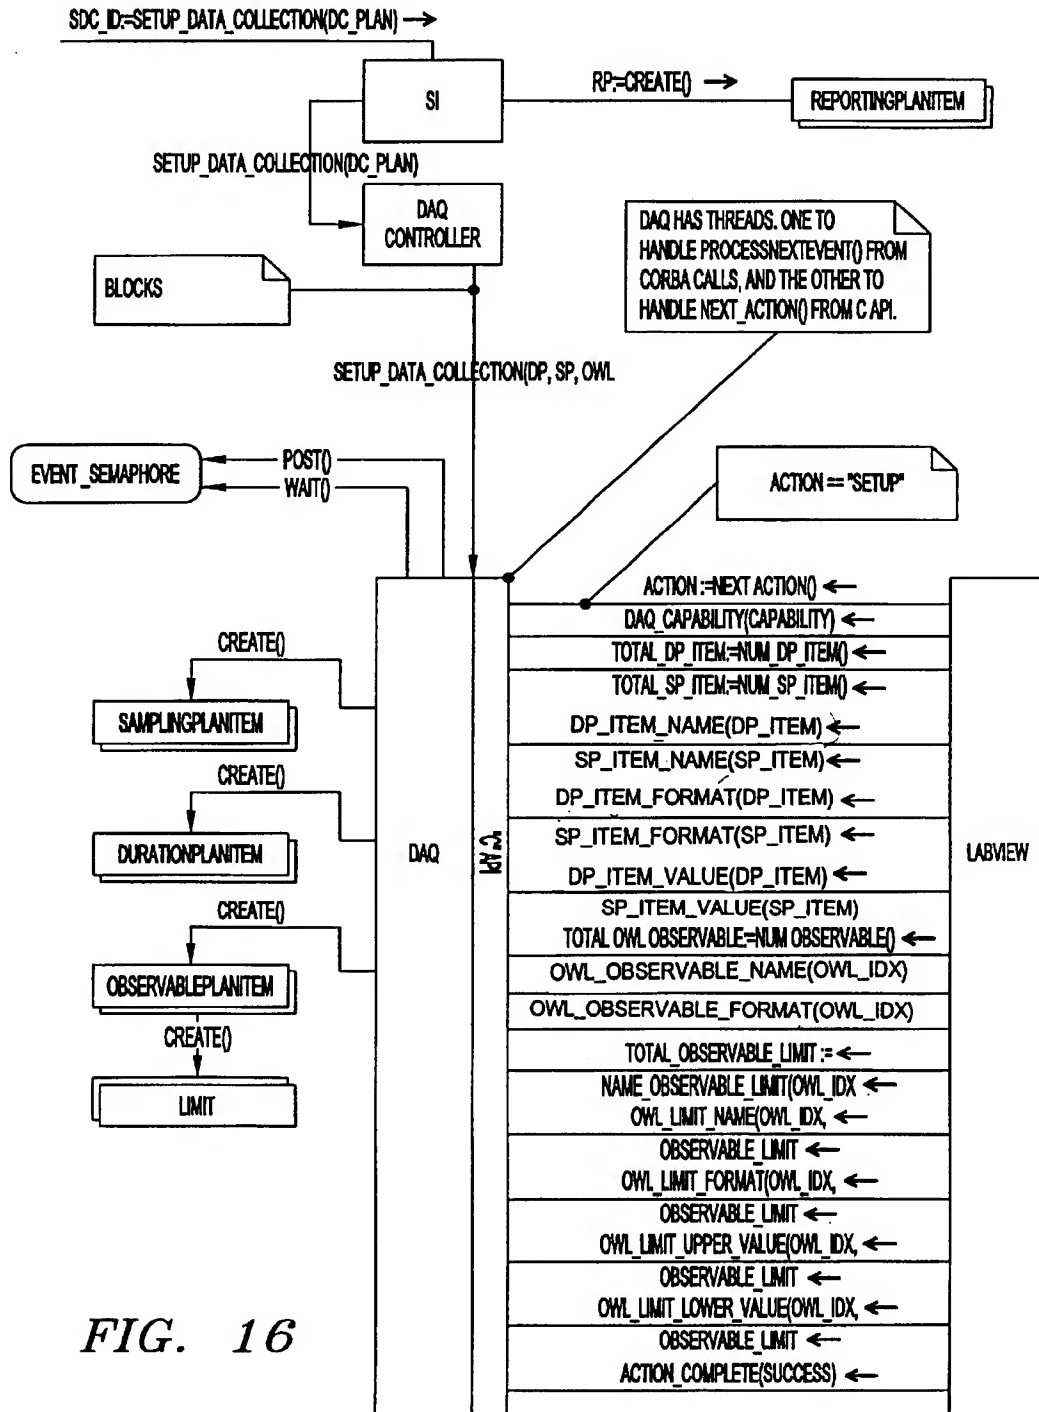 SDC_ID:=SETUP_DATA_COLLECTION(DC_PLAN) →
SI
RP:=CREATE() →
REPORTINGPLANITEM
SETUP_DATA_COLLECTION(DC_PLAN)
DAQ
CONTROLLER
DAQ HAS THREADS. ONE TO
HANDLE PROCESSNEXTEVENT() FROM
CORBA CALLS, AND THE OTHER TO
HANDLE NEXT_ACTION() FROM C API.
BLOCKS
SETUP_DATA_COLLECTION(DP, SP, OWL
EVENT_SEMAPHORE
POST()
WAIT()
ACTION == "SETUP"
ACTION :=NEXT ACTION() ←
DAQ_CAPABILITY(CAPABILITY) ←
TOTAL_DP_ITEM:=NUM_DP_ITEM() ←
TOTAL_SP_ITEM:=NUM_SP_ITEM() ←
DP_ITEM_NAME(DP_ITEM) ←
SP_ITEM_NAME(SP_ITEM) ←
DP_ITEM_FORMAT(DP_ITEM) ←
SP_ITEM_FORMAT(SP_ITEM) ←
DP_ITEM_VALUE(DP_ITEM) ←
SP_ITEM_VALUE(SP_ITEM)
TOTAL OWL OBSERVABLE:=NUM OBSERVABLE() ←
OWL_OBSERVABLE_NAME(OWL_IDX)
OWL_OBSERVABLE_FORMAT(OWL_IDX)
TOTAL_OBSERVABLE_LIMIT := ←
NAME_OBSERVABLE_LIMIT(OWL_IDX ←
OWL_LIMIT_NAME(OWL_IDX, ←
OBSERVABLE_LIMIT ←
OWL_LIMIT_FORMAT(OWL_IDX, ←
OBSERVABLE_LIMIT ←
OWL_LIMIT_UPPER_VALUE(OWL_IDX, ←
OBSERVABLE_LIMIT ←
OWL_LIMIT_LOWER_VALUE(OWL_IDX, ←
OBSERVABLE_LIMIT ←
ACTION_COMPLETE(SUCCESS) ←
CREATE()
SAMPLINGPLANITEM
CREATE()
DURATIONPLANITEM
CREATE()
OBSERVABLEPLANITEM
CREATE()
LIMIT
DAQ
"C" API
LABVIEW
FIG. 16